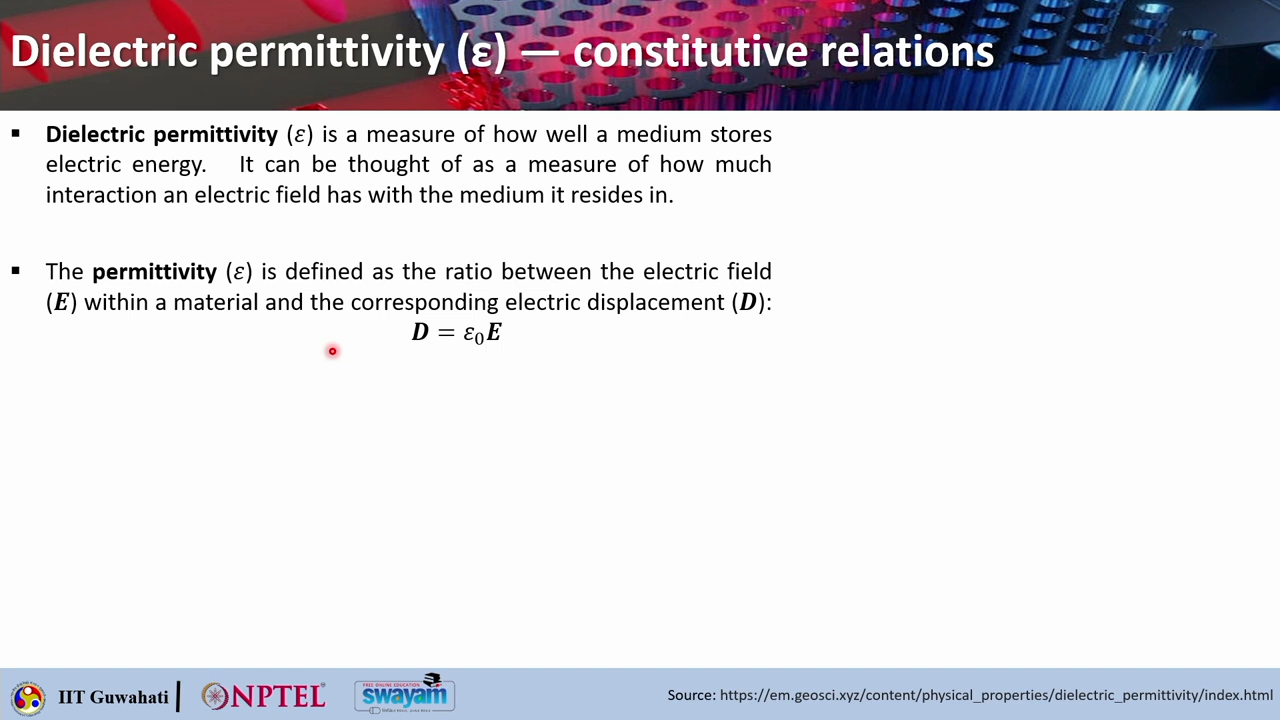 Dielectric permittivity (ε) — constitutive relations
▪ Dielectric permittivity (ε) is a measure of how well a medium stores
electric energy. It can be thought of as a measure of how much
interaction an electric field has with the medium it resides in.
▪ The permittivity (ε) is defined as the ratio between the electric field
(E) within a material and the corresponding electric displacement (D):
D = ε₀E
IIT Guwahati
NPTEL
FREE ONLINE EDUCATION
swayam
Source: https://em.geosci.xyz/content/physical_properties/dielectric_permittivity/index.html